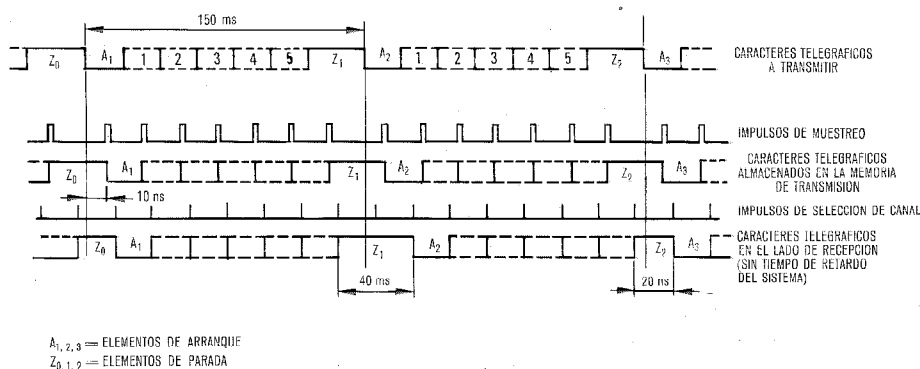 150 ms
Z0 A1 1 2 3 4 5 Z1 A2 1 2 3 4 5 Z2 A3
CARACTERES TELEGRAFICOS
A TRANSMITIR
IMPULSOS DE MUESTREO
Z0 A1 Z1 A2 Z2 A3
CARACTERES TELEGRAFICOS
ALMACENADOS EN LA MEMORIA
DE TRANSMISIÓN
10 ns
IMPULSOS DE SELECCION DE CANAL
Z0 A1 Z1 A2 Z2 A3
CARACTERES TELEGRAFICOS
EN EL LADO DE RECEPCION
(SIN TIEMPO DE RETARDO
DEL SISTEMA)
40 ms
20 ns
A1, 2, 3 = ELEMENTOS DE ARRANQUE
Z0, 1, 2 = ELEMENTOS DE PARADA